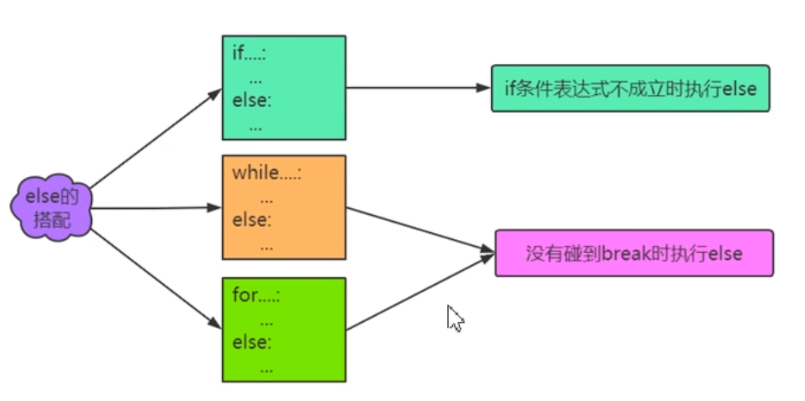 else的
搭配
if....:
...
else:
...
while....:
...
else:
...
for....:
...
else:
...
if条件表达式不成立时执行else
没有碰到break时执行else